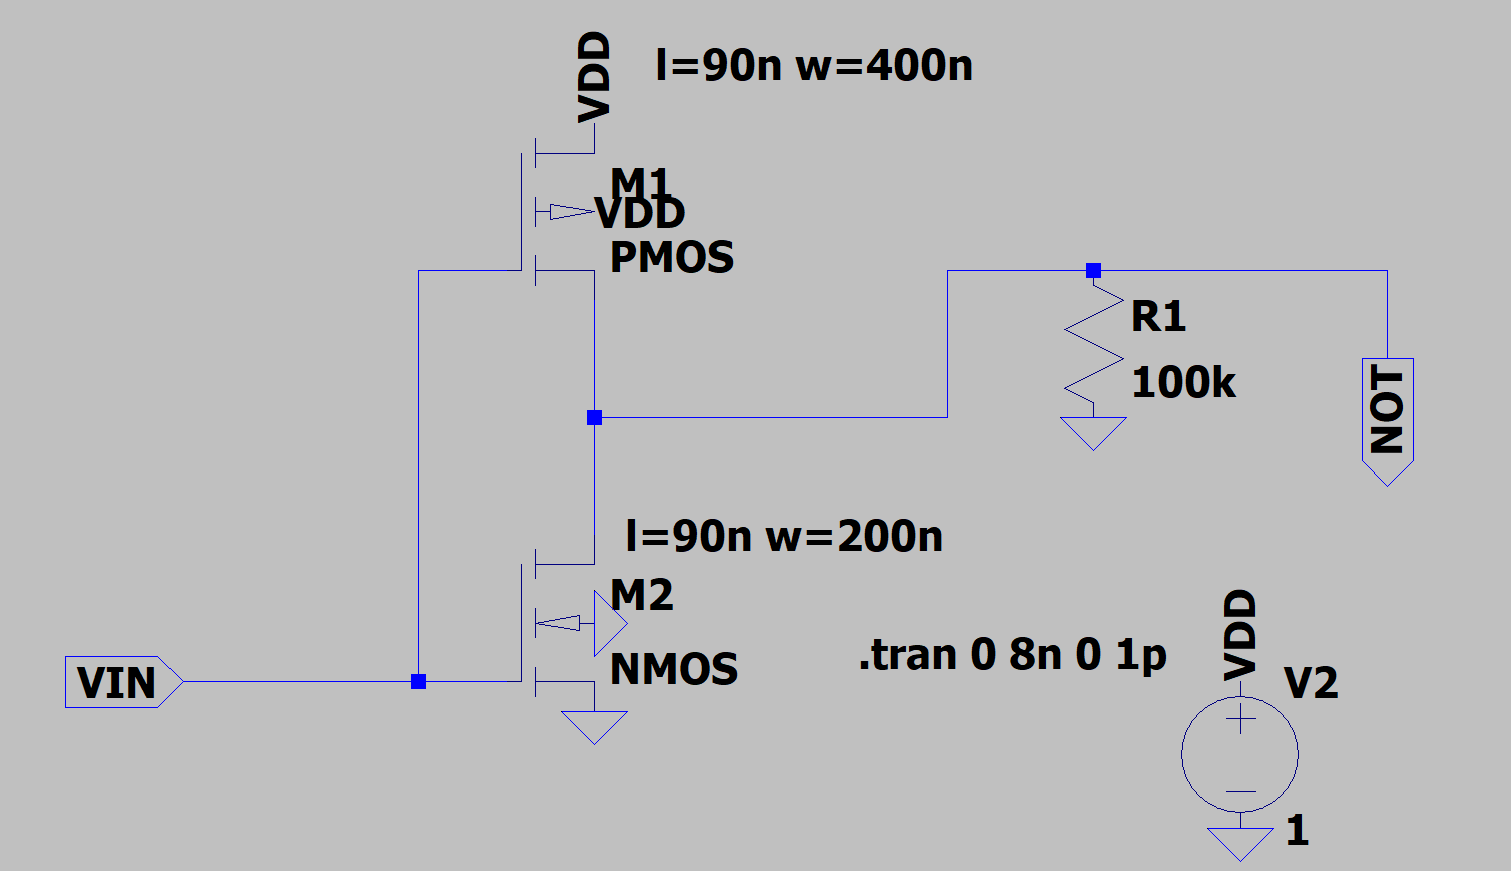 VDD
l=90n w=400n
M1
VDD
PMOS
R1
100k
NOT
l=90n w=200n
M2
NMOS
VIN
.tran 0 8n 0 1p
VDD
V2
1